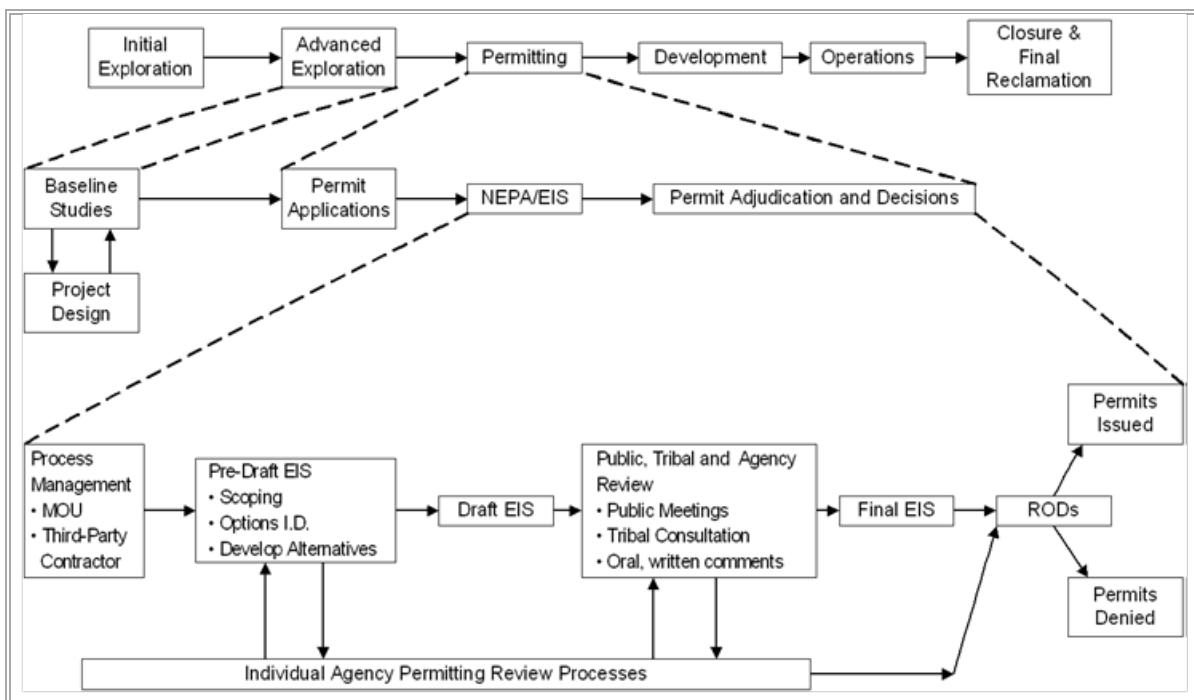 Initial
Exploration
Advanced
Exploration
Permitting
Development
Operations
Closure &
Final
Reclamation
Baseline
Studies
Permit
Applications
NEPA/EIS
Permit Adjudication and Decisions
Project
Design
Process
Management
• MOU
• Third-Party
Contractor
Pre-Draft EIS
• Scoping
• Options I.D.
• Develop Alternatives
Draft EIS
Public, Tribal and Agency
Review
• Public Meetings
• Tribal Consultation
• Oral, written comments
Final EIS
RODs
Permits
Issued
Permits
Denied
Individual Agency Permitting Review Processes